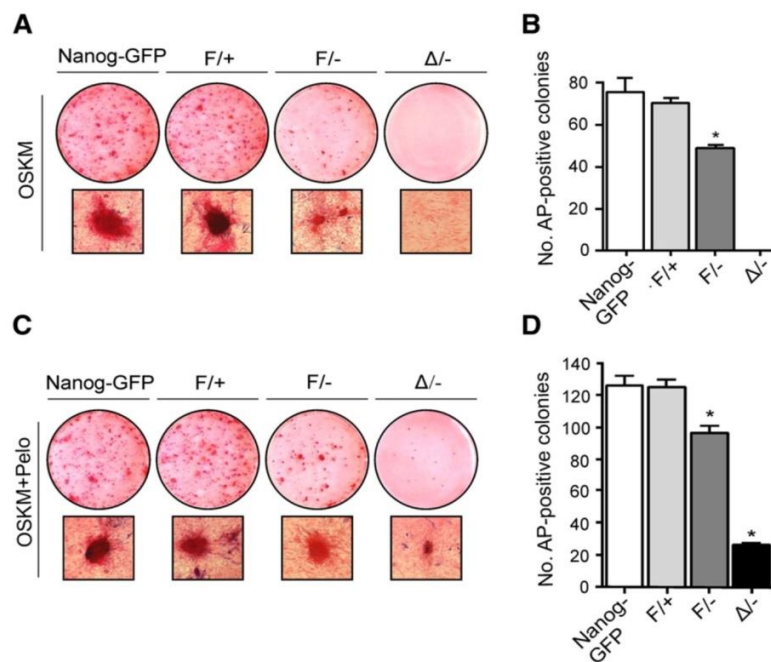 A
Nanog-GFP F/+ F/- Δ/-
OSKM
B
No. AP-positive colonies
80
60
40
20
0
*
Nanog-
GFP
F/+
F/-
Δ/-
C
Nanog-GFP F/+ F/- Δ/-
OSKM+Pelo
D
No. AP-positive colonies
140
120
100
80
60
40
20
0
*
*
Nanog-
GFP
F/+
F/-
Δ/-